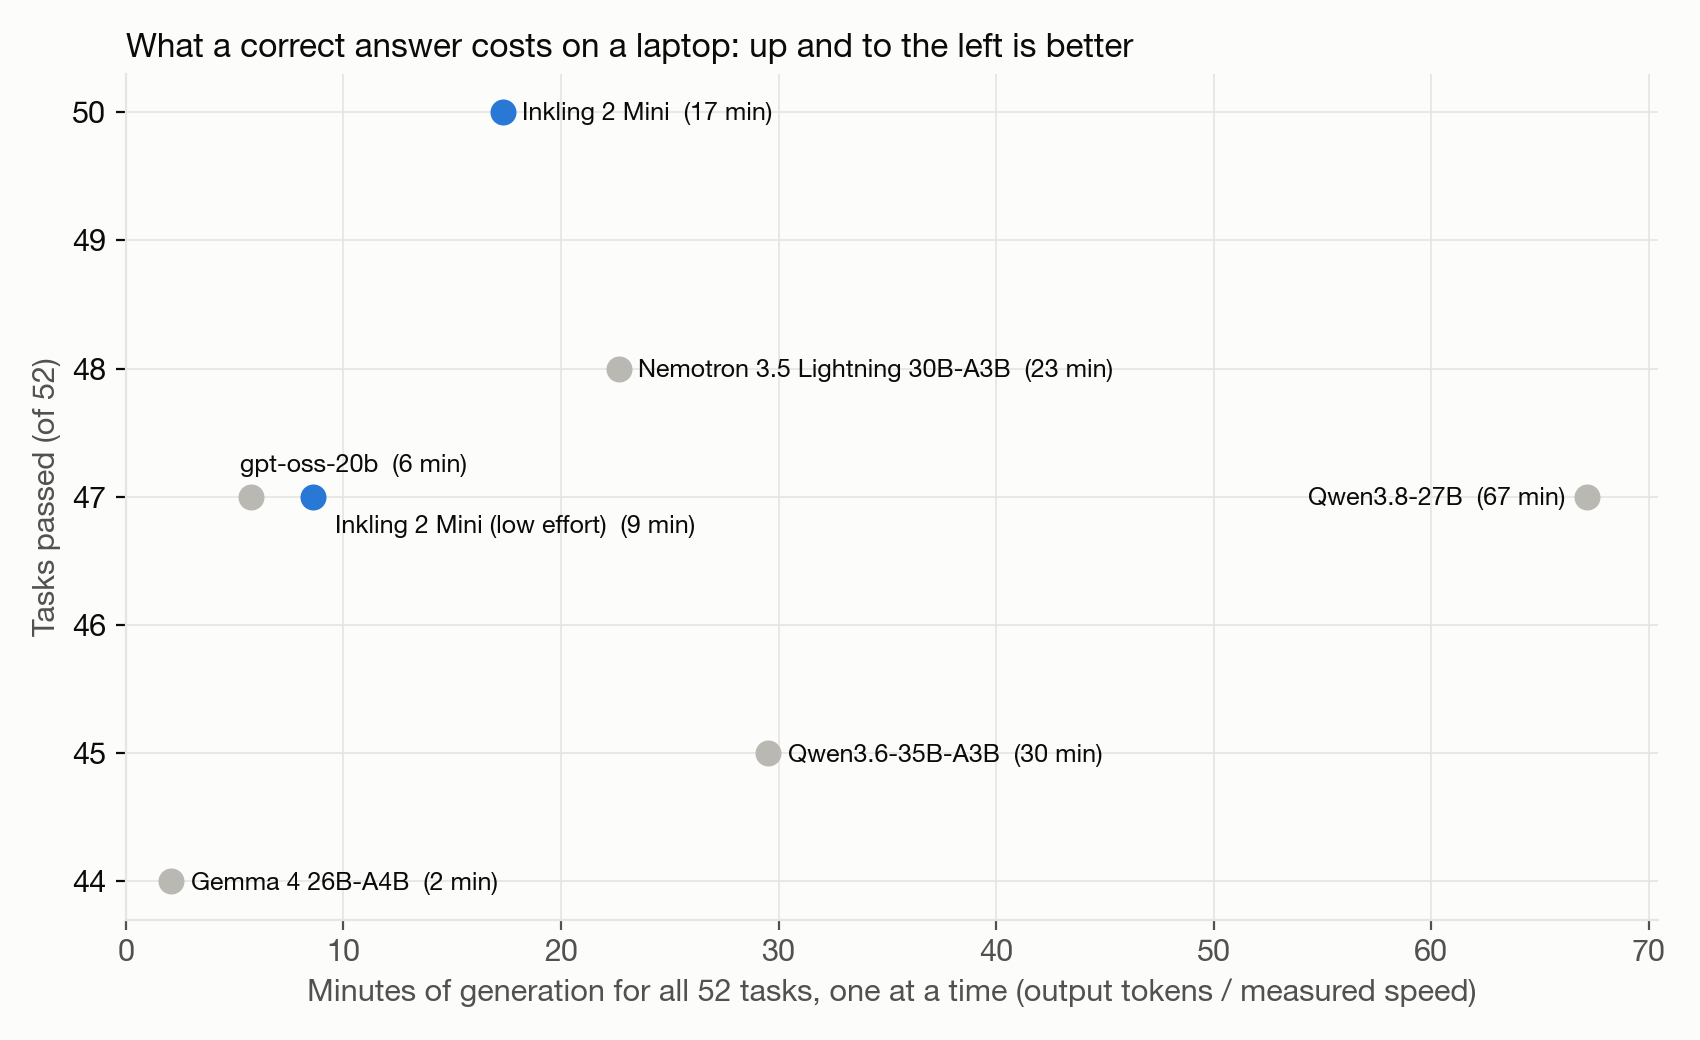 What a correct answer costs on a laptop: up and to the left is better
50
Inkling 2 Mini (17 min)
49
48
Nemotron 3.5 Lightning 30B-A3B (23 min)
gpt-oss-20b (6 min)
47
Qwen3.8-27B (67 min)
Inkling 2 Mini (low effort) (9 min)
46
45
Qwen3.6-35B-A3B (30 min)
44
Gemma 4 26B-A4B (2 min)
Tasks passed (of 52)
0 10 20 30 40 50 60 70
Minutes of generation for all 52 tasks, one at a time (output tokens / measured speed)